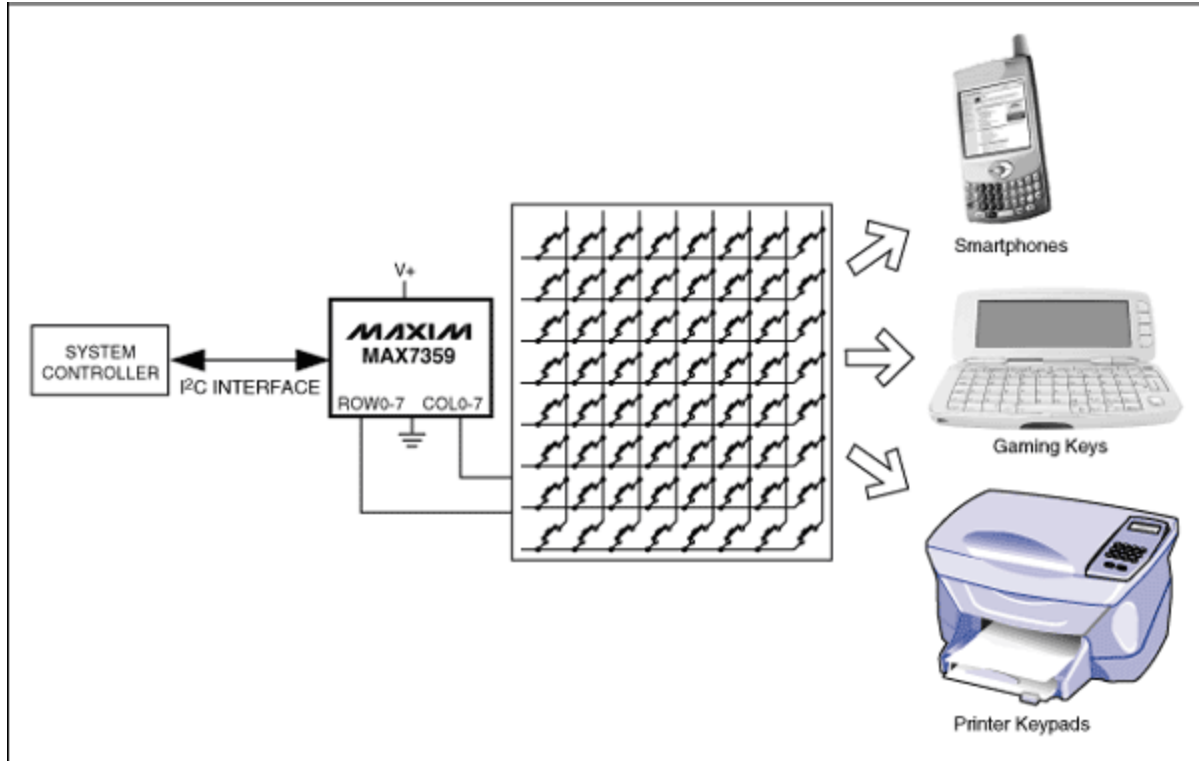 SYSTEM
CONTROLLER
I²C INTERFACE
V+
MAXIM
MAX7359
ROW0-7 COL0-7
Smartphones
Gaming Keys
Printer Keypads